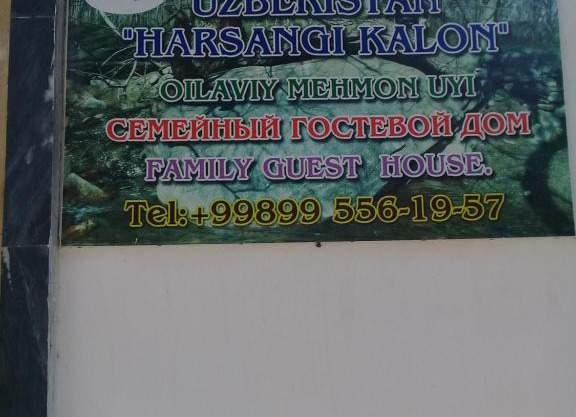 UZBEKISTAN
"HARSANGI KALON"
OILAVIY MEHMON UYI
СЕМЕЙНЫЙ ГОСТЕВОЙ ДОМ
FAMILY GUEST HOUSE.
Tel:+99899 556-19-57